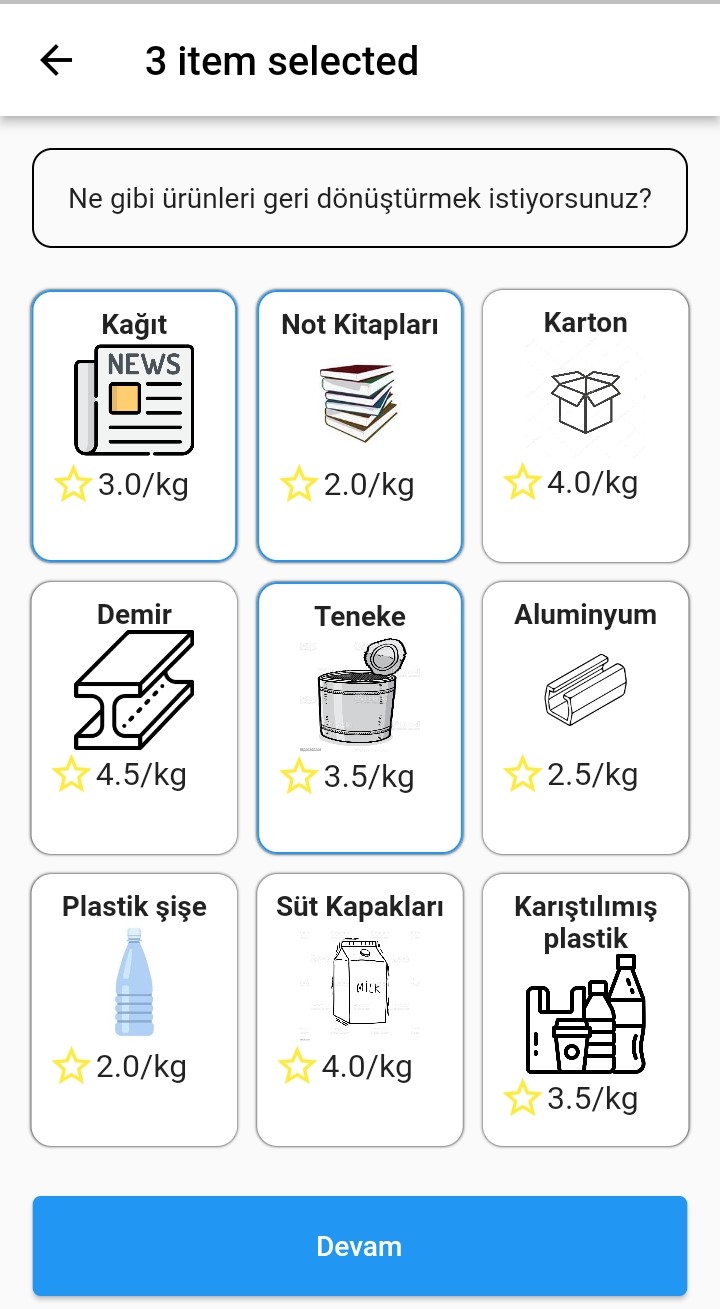 3 item selected
Ne gibi ürünleri geri dönüştürmek istiyorsunuz?
Kağıt
NEWS
3.0/kg
Not Kitapları
2.0/kg
Karton
4.0/kg
Demir
4.5/kg
Teneke
3.5/kg
Aluminyum
2.5/kg
Plastik şişe
2.0/kg
Süt Kapakları
MILK
4.0/kg
Karıştılımış
plastik
3.5/kg
Devam